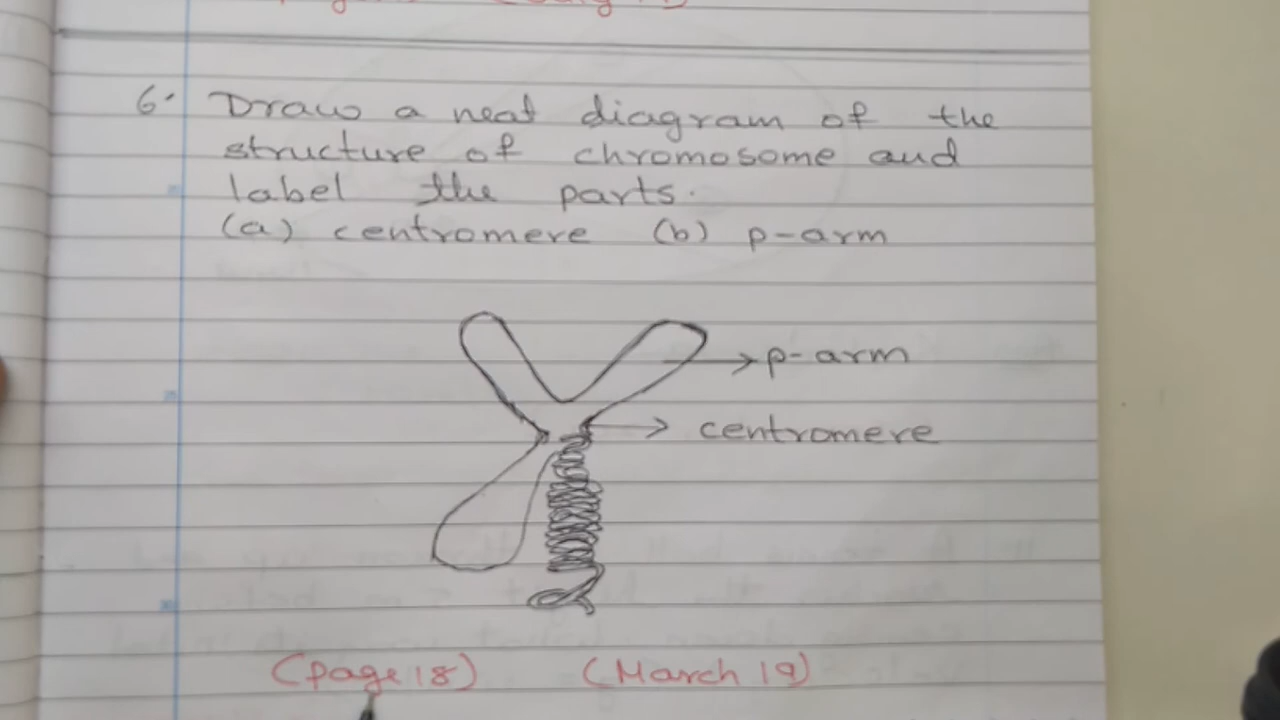 6. Draw a neat diagram of the
structure of chromosome and
label the parts.
(a) centromere (b) p-arm
p-arm
centromere
(page 18) (March 19)